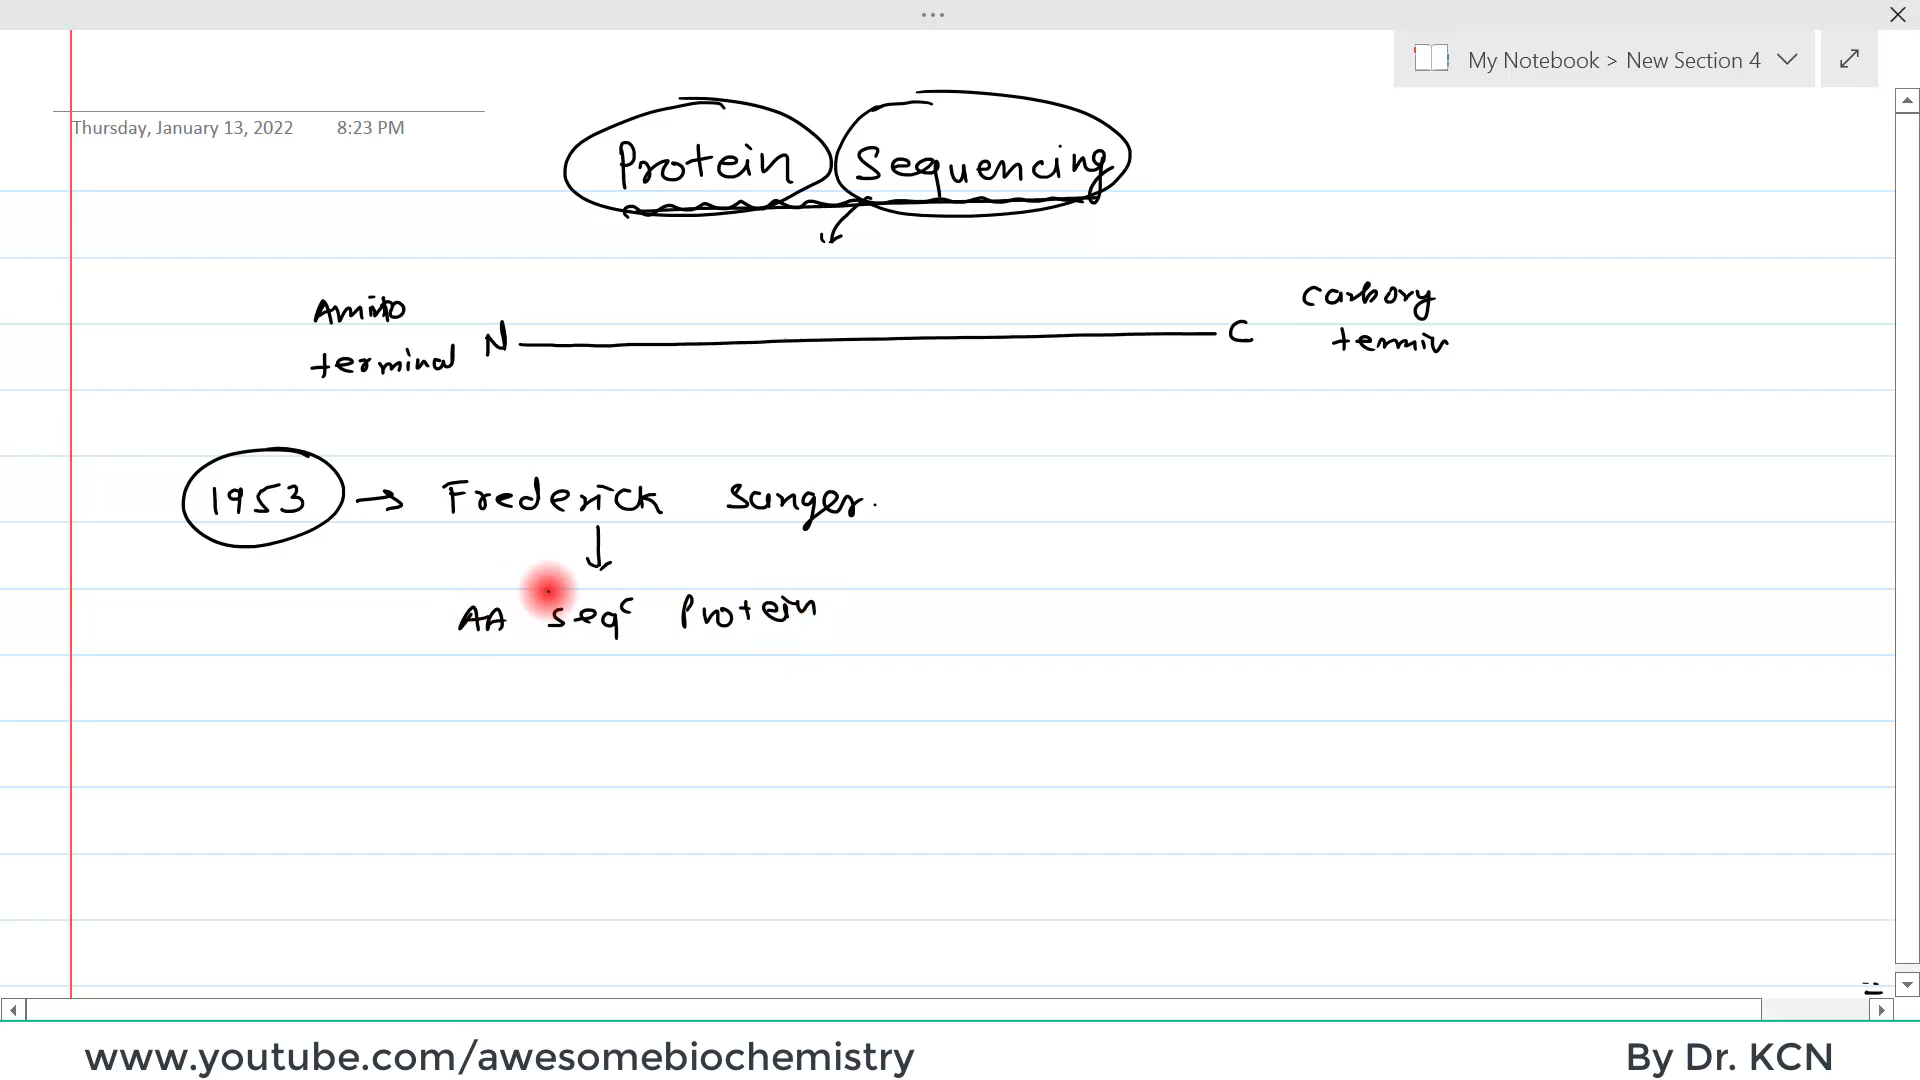 My Notebook > New Section 4
Thursday, January 13, 2022 8:23 PM
Protein Sequencing
Amino terminal N C Carboxy
termin
1953 → Frederick Sanger.
AA seqc Protein
www.youtube.com/awesomebiochemistry By Dr. KCN